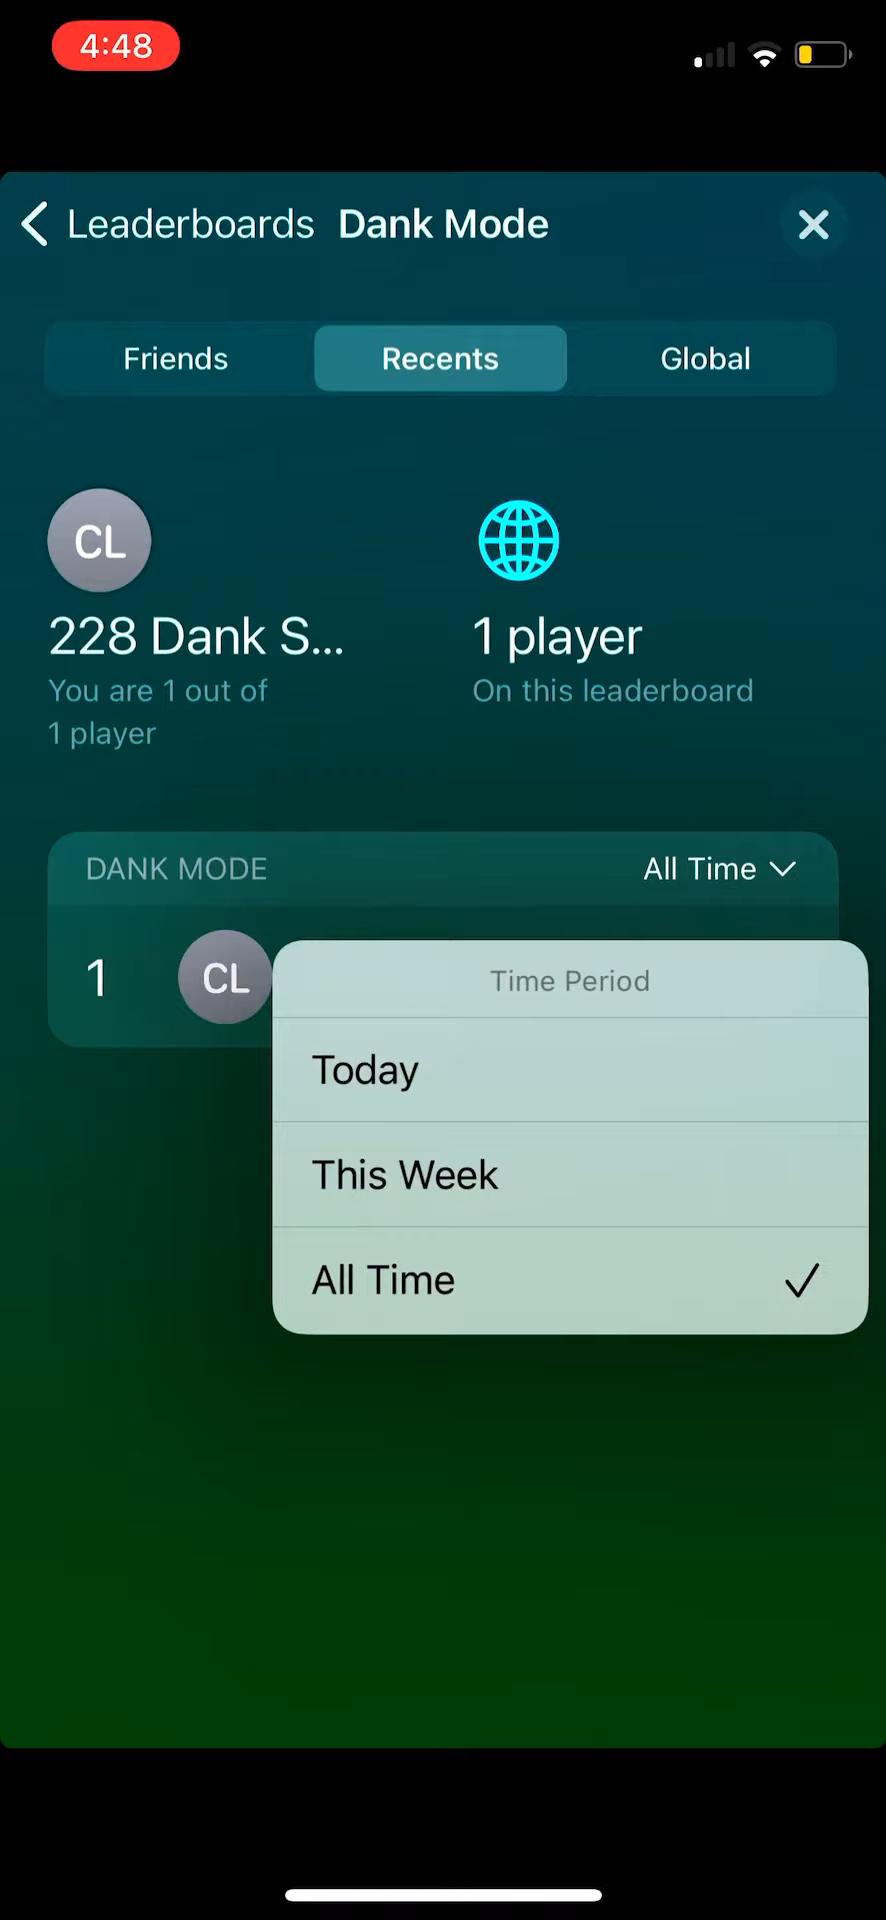 4:48
Leaderboards Dank Mode
Friends Recents Global
CL
228 Dank S...
You are 1 out of
1 player
1 player
On this leaderboard
DANK MODE All Time
1 CL
Time Period
Today
This Week
All Time